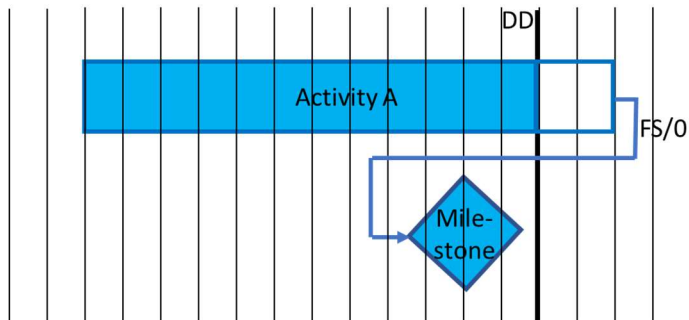 DD
Activity A
FS/0
Mile-
stone